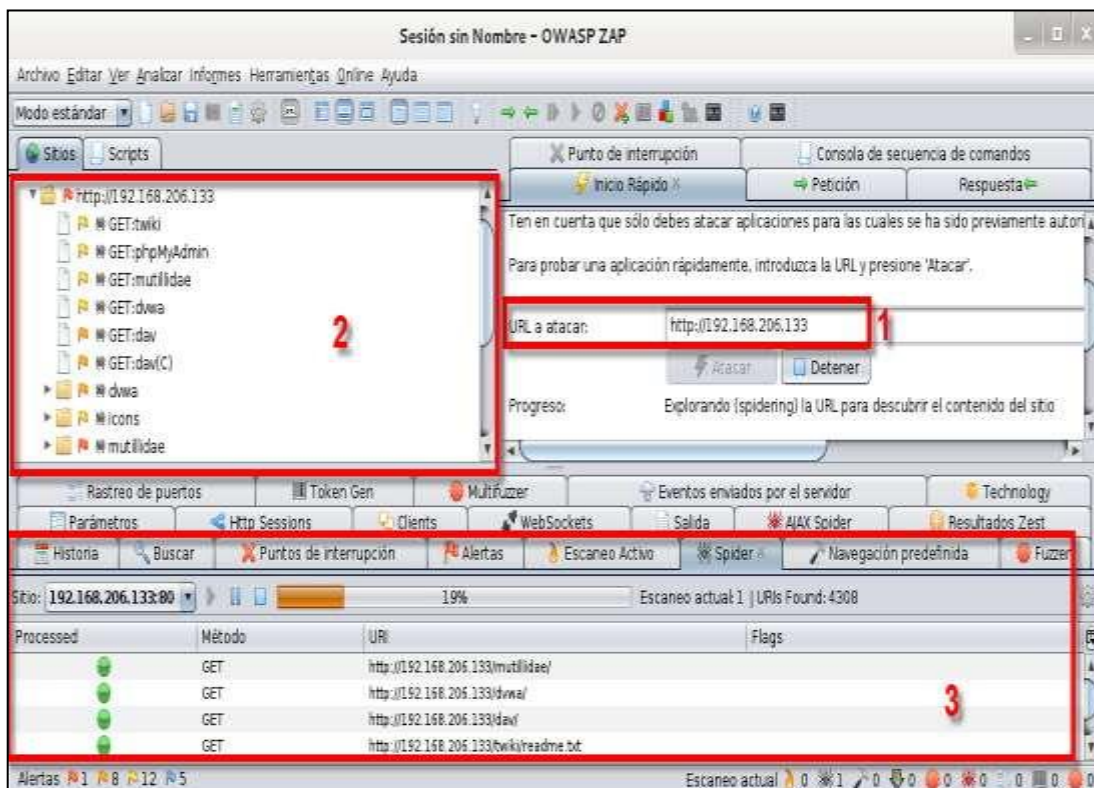 Sesión sin Nombre - OWASP ZAP
Archivo Editar Ver Analizar Informes Herramientas Online Ayuda
Modo estándar
Sitios Scripts
Punto de interrupción Consola de secuencia de comandos
Inicio Rápido Petición Respuesta
http://192.168.206.133
GET:twiki
GET:phpMyAdmin
GET:mutillidae
GET:dvwa
GET:dav
GET:dav(C)
dvwa
icons
mutillidae
2
Ten en cuenta que sólo debes atacar aplicaciones para las cuales se ha sido previamente autori
Para probar una aplicación rápidamente, introduzca la URL y presione 'Atacar'.
URL a atacar: http://192.168.206.133 1
Atacar Detener
Progreso: Explorando (spidering) la URL para descubrir el contenido del sitio
Rastreo de puertos Token Gen Multifuzzer Eventos enviados por el servidor Technology
Parámetros Http Sessions Clients WebSockets Salida AJAX Spider Resultados Zest
Historia Buscar Puntos de interrupción Alertas Escaneo Activo Spider Navegación predefinida Fuzzer
Sitio: 192.168.206.133:80 19% Escaneo actual:1 | URIs Found: 4308
Processed Método URI Flags
GET http://192.168.206.133/mutillidae/
GET http://192.168.206.133/dvwa/
GET http://192.168.206.133/dav/
GET http://192.168.206.133/twiki/readme.txt
3
Alertas 1 8 12 5 Escaneo actual 0 1 0 0 0 0 0 0 0